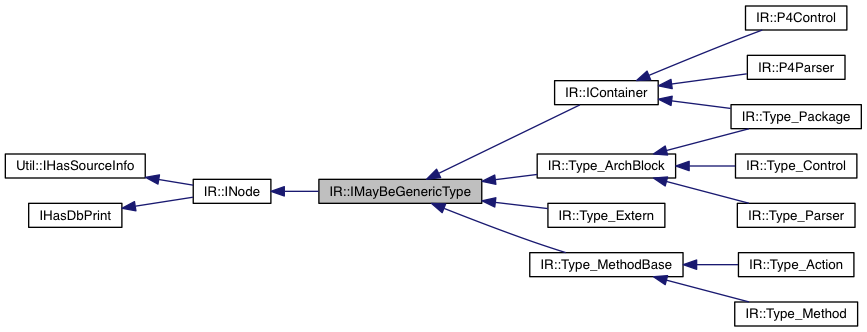 IR::P4Control
IR::P4Parser
IR::IContainer
IR::Type_Package
Util::IHasSourceInfo
IR::Type_ArchBlock
IR::Type_Control
IR::INode
IR::IMayBeGenericType
IHasDbPrint
IR::Type_Extern
IR::Type_Parser
IR::Type_MethodBase
IR::Type_Action
IR::Type_Method